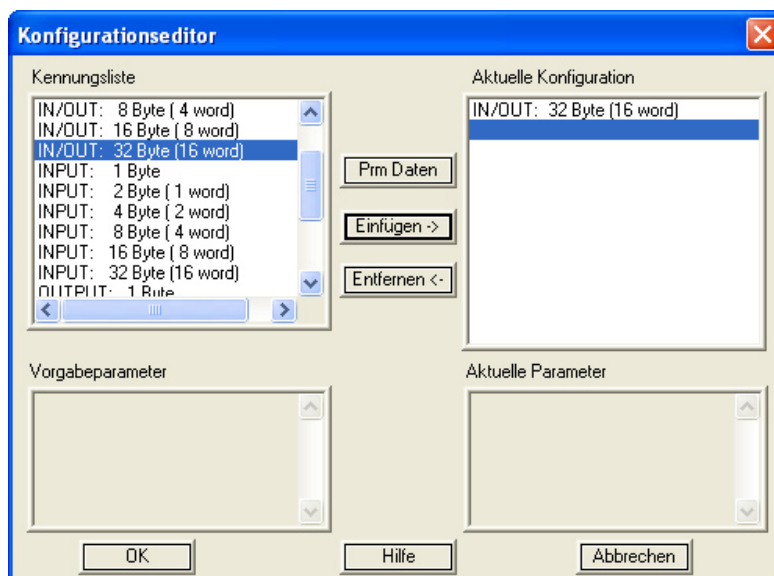 Konfigurationseditor
Kennungsliste
IN/OUT: 8 Byte ( 4 word)
IN/OUT: 16 Byte ( 8 word)
IN/OUT: 32 Byte (16 word)
INPUT: 1 Byte
INPUT: 2 Byte ( 1 word)
INPUT: 4 Byte ( 2 word)
INPUT: 8 Byte ( 4 word)
INPUT: 16 Byte ( 8 word)
INPUT: 32 Byte (16 word)
OUTPUT: 1 Byte
Prm Daten
Einfügen ->
Entfernen <-
Aktuelle Konfiguration
IN/OUT: 32 Byte (16 word)
Vorgabeparameter
Aktuelle Parameter
OK
Hilfe
Abbrechen